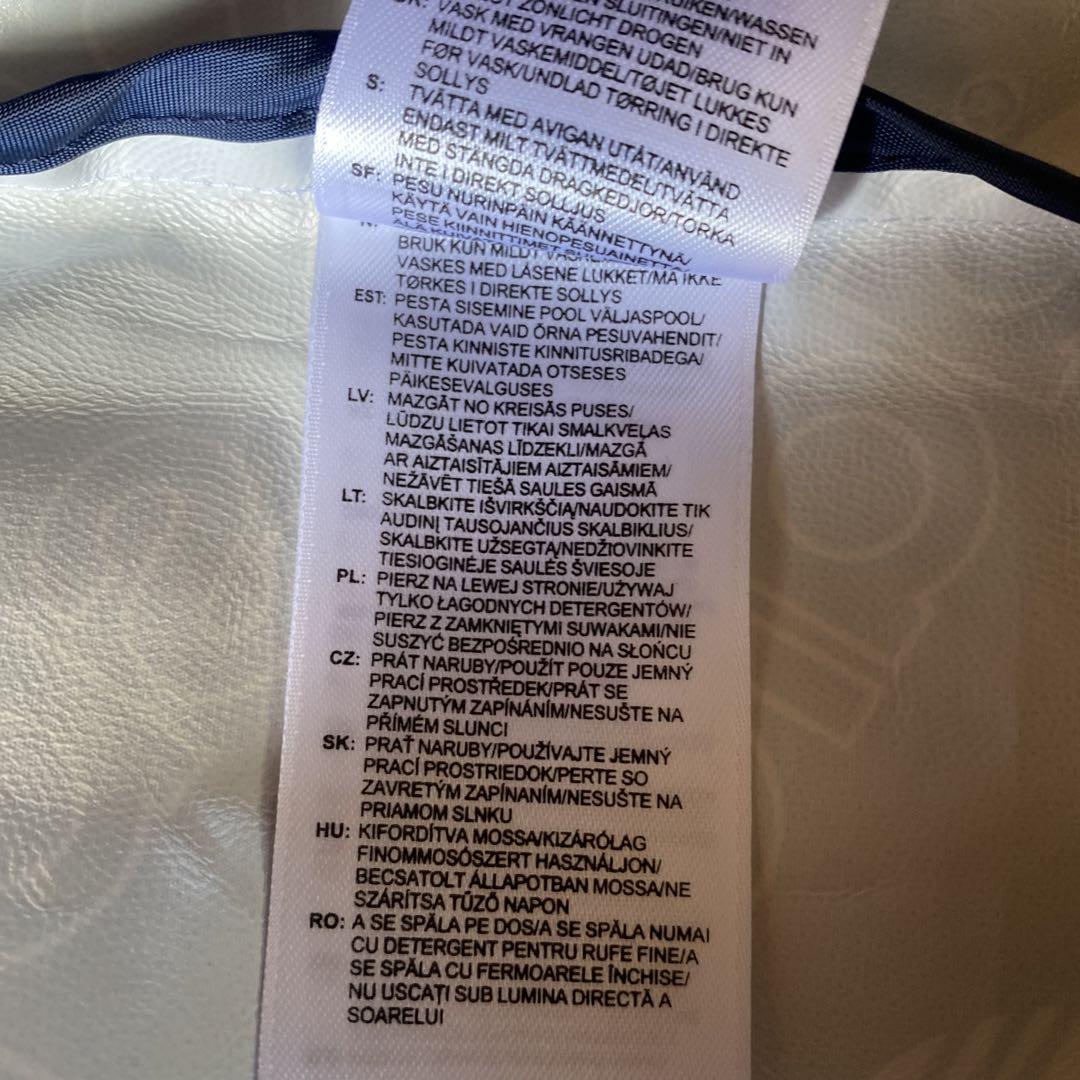 VASK MED VRANGEN UDAD/BRUG KUN
MILDT VASKEMIDDEL/TØJET LUKKES
FØR VASK/UNDLAD TØRRING I DIREKTE
SOLLYS
S: TVÄTTA MED AVIGAN UTÅT/ANVÄND
ENDAST MILT TVÄTTMEDEL/TVÄTTA
MED STÄNGDA DRAGKEDJOR/TORKA
INTE I DIREKT SOLLJUS
SF: PESU NURINPÄIN KÄÄNNETTYNÄ/
KÄYTÄ VAIN HIENOPESUAINETTA/
PESE KIINNITTIMET
BRUK KUN MILDT
VASKES MED LÅSENE LUKKET/MÅ IKKE
TØRKES I DIREKTE SOLLYS
EST: PESTA SISEMINE POOL VÄLJASPOOL/
KASUTADA VAID ÕRNA PESUVAHENDIT/
PESTA KINNISTE KINNITUSRIBADEGA/
MITTE KUIVATADA OTSESES
PÄIKESEVALGUSES
LV: MAZGĀT NO KREISĀS PUSES/
LŪDZU LIETOT TIKAI SMALKVEĻAS
MAZGĀŠANAS LĪDZEKLI/MAZGĀ
AR AIZTAISĪTĀJIEM AIZTAISĀMIEM/
NEŽĀVĒT TIEŠĀ SAULES GAISMĀ
LT: SKALBKITE IŠVIRKŠČIĄ/NAUDOKITE TIK
AUDINĮ TAUSOJANČIUS SKALBIKLIUS/
SKALBKITE UŽSEGTĄ/NEDŽIOVINKITE
TIESIOGINĖJE SAULĖS ŠVIESOJE
PL: PIERZ NA LEWEJ STRONIE/UŻYWAJ
TYLKO ŁAGODNYCH DETERGENTÓW/
PIERZ Z ZAMKNIĘTYMI SUWAKAMI/NIE
SUSZYĆ BEZPOŚREDNIO NA SŁOŃCU
CZ: PRÁT NARUBY/POUŽÍT POUZE JEMNÝ
PRACÍ PROSTŘEDEK/PRÁT SE
ZAPNUTÝM ZAPÍNÁNÍM/NESUŠTE NA
PŘÍMÉM SLUNCI
SK: PRAŤ NARUBY/POUŽÍVAJTE JEMNÝ
PRACÍ PROSTRIEDOK/PERTE SO
ZAVRETÝM ZAPÍNANÍM/NESUŠTE NA
PRIAMOM SLNKU
HU: KIFORDÍTVA MOSSA/KIZÁRÓLAG
FINOMMOSÓSZERT HASZNÁLJON/
BECSATOLT ÁLLAPOTBAN MOSSA/NE
SZÁRÍTSA TŰZŐ NAPON
RO: A SE SPĂLA PE DOS/A SE SPĂLA NUMAI
CU DETERGENT PENTRU RUFE FINE/A
SE SPĂLA CU FERMOARELE ÎNCHISE/
NU USCAȚI SUB LUMINA DIRECTĂ A
SOARELUI